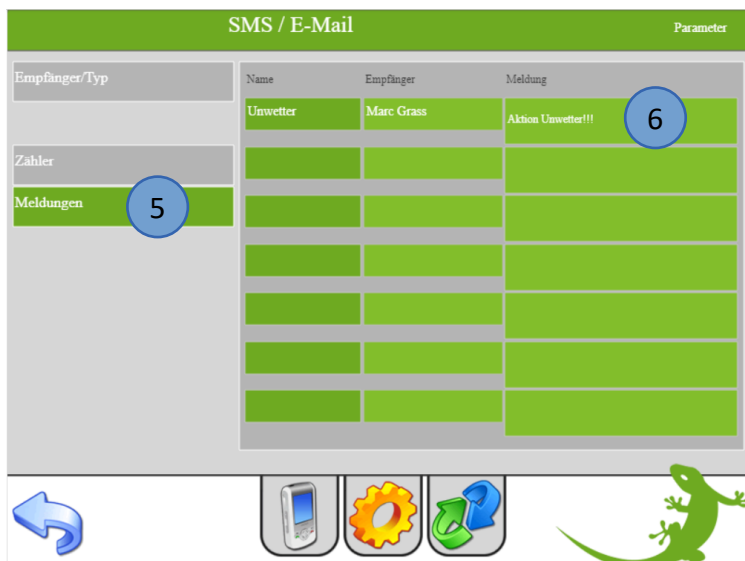 SMS / E-Mail
Parameter
Empfänger/Typ
Zähler
Meldungen
5
Name
Empfänger
Meldung
Unwetter
Marc Grass
Aktion Unwetter!!!
6